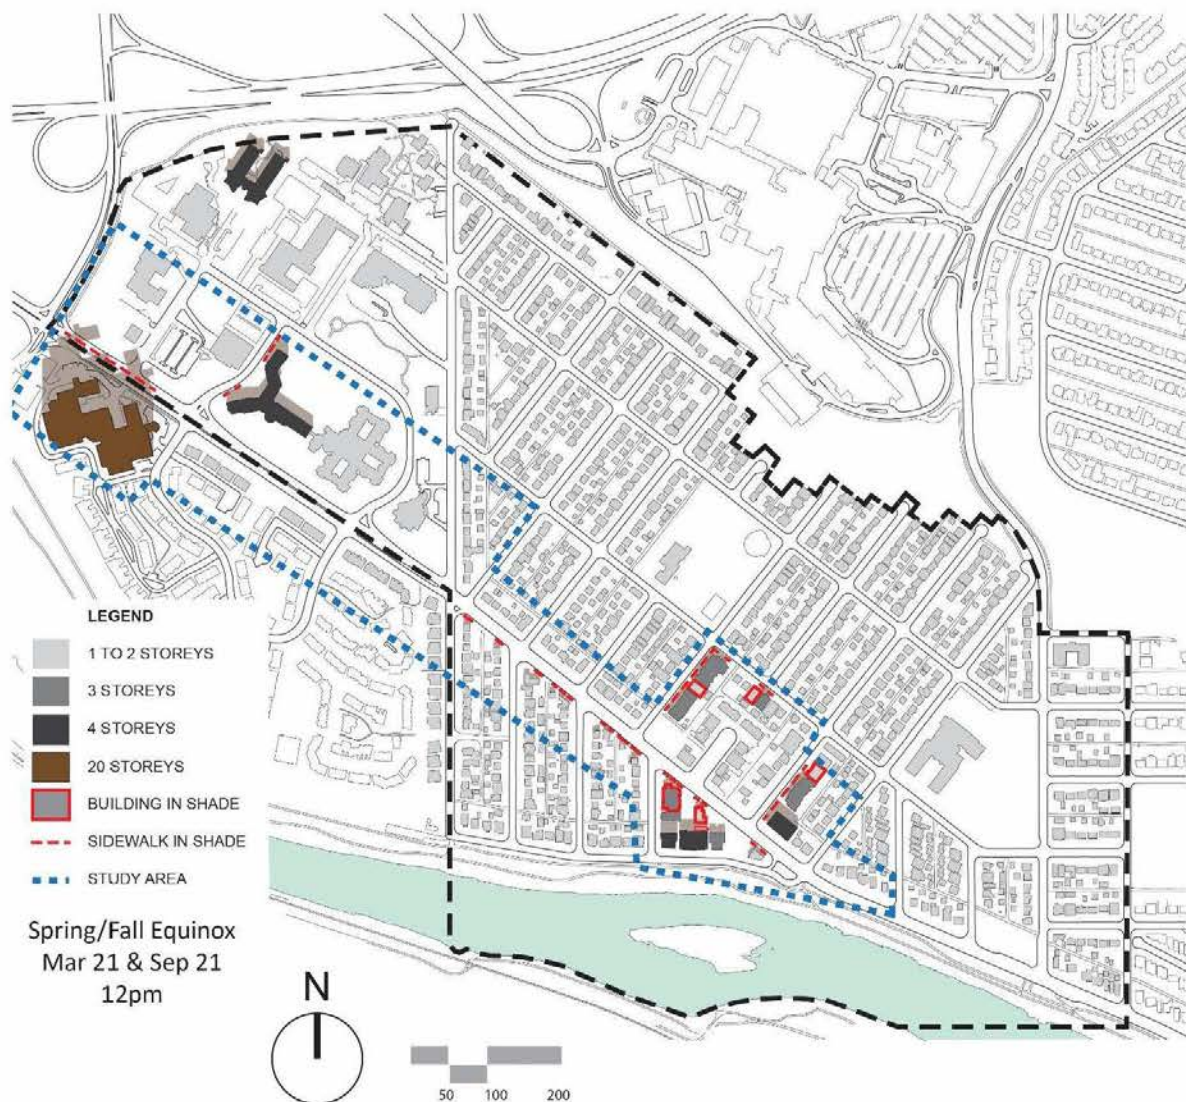 LEGEND
1 TO 2 STOREYS
3 STOREYS
4 STOREYS
20 STOREYS
BUILDING IN SHADE
SIDEWALK IN SHADE
STUDY AREA
Spring/Fall Equinox
Mar 21 & Sep 21
12pm
N
50 100 200